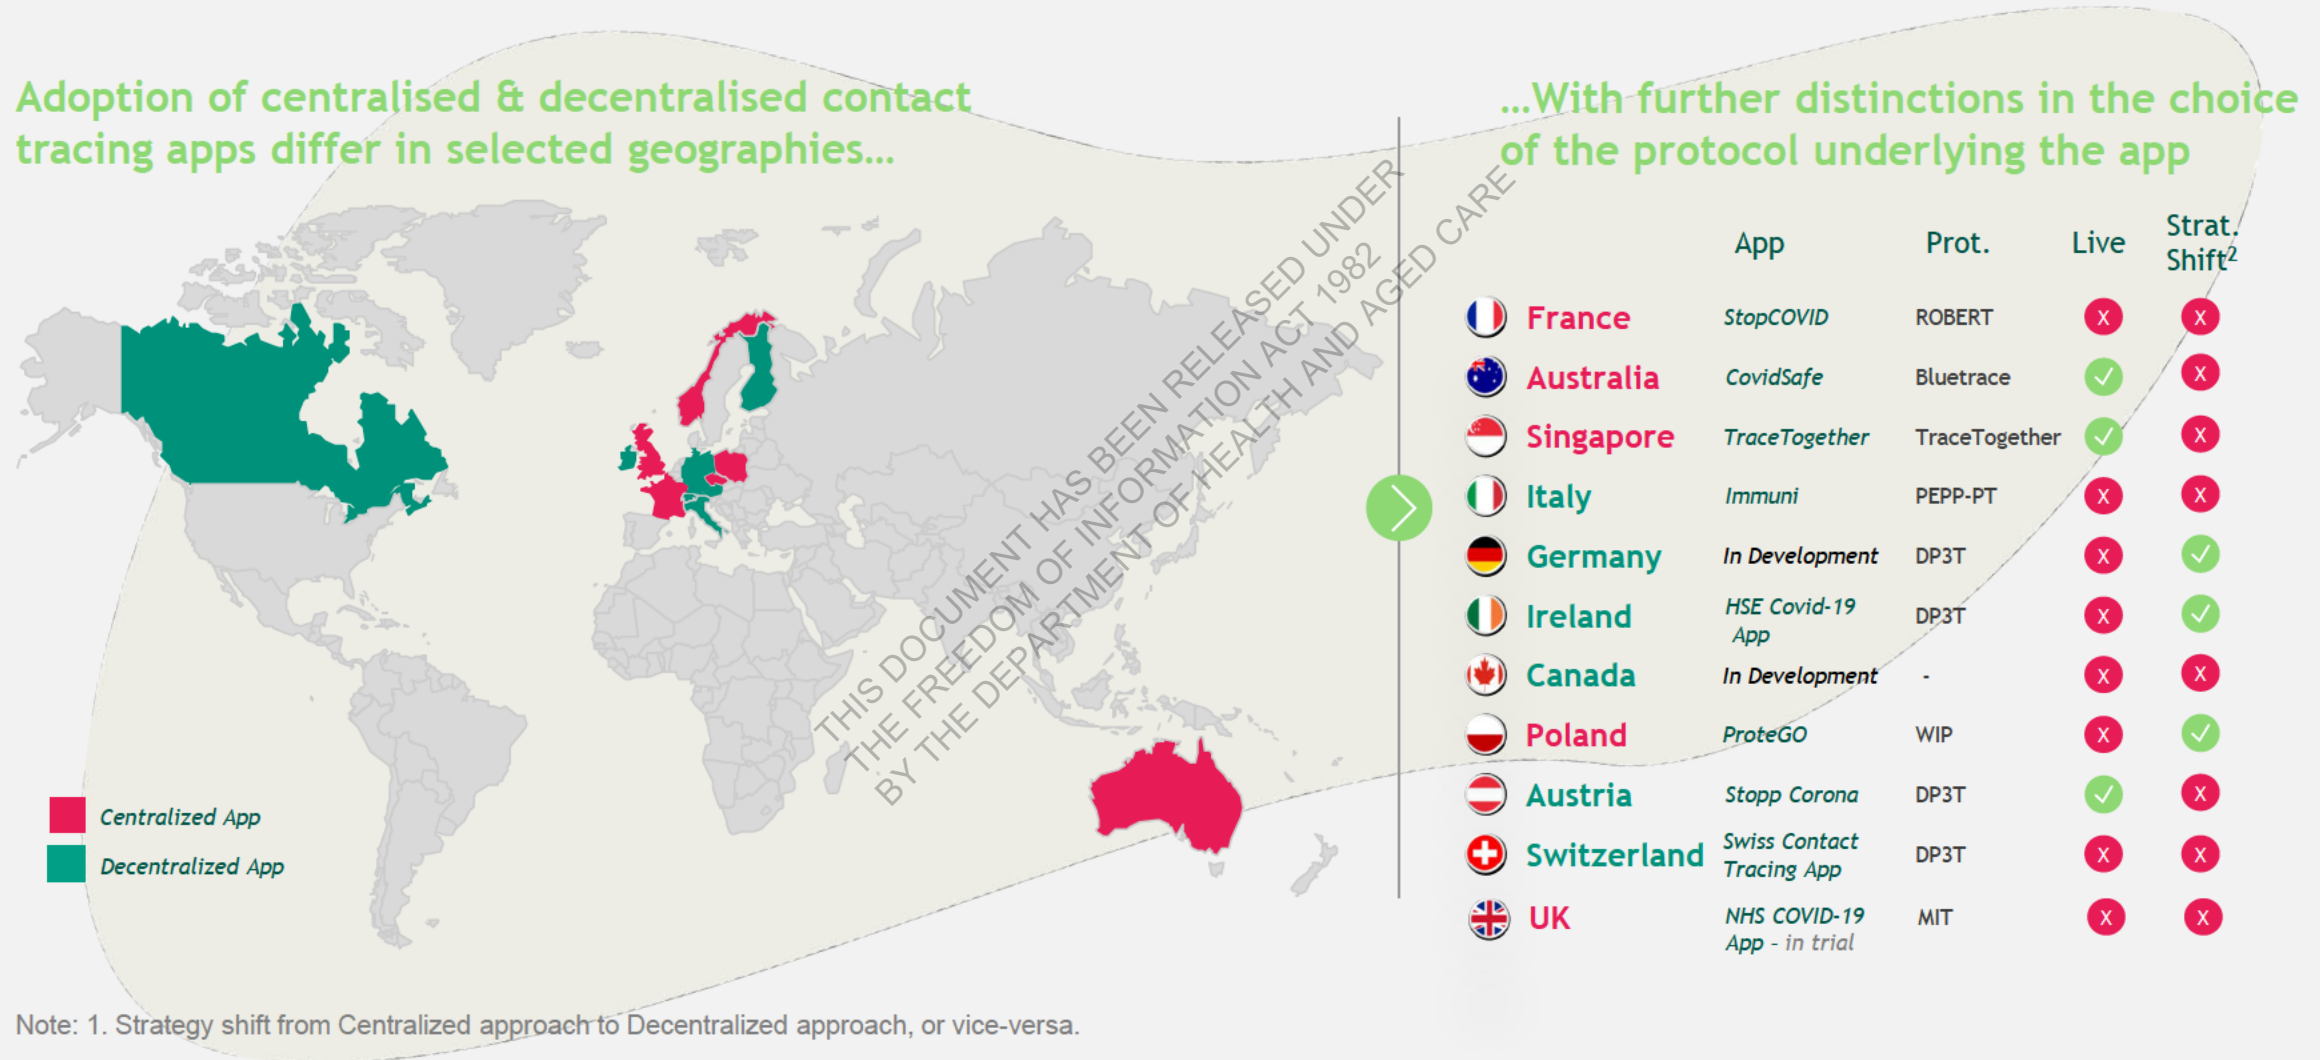 Adoption of centralised & decentralised contact
tracing apps differ in selected geographies...
...With further distinctions in the choice
of the protocol underlying the app
THIS DOCUMENT HAS BEEN RELEASED UNDER
THE FREEDOM OF INFORMATION ACT 1982
BY THE DEPARTMENT OF HEALTH AND AGED CARE
Centralized App
Decentralized App
App Prot. Live Strat.
Shift2
France StopCOVID ROBERT X X
Australia CovidSafe Bluetrace ✓ X
Singapore TraceTogether TraceTogether ✓ X
Italy Immuni PEPP-PT X X
Germany In Development DP3T X ✓
Ireland HSE Covid-19
App DP3T X ✓
Canada In Development - X X
Poland ProteGO WIP X ✓
Austria Stopp Corona DP3T ✓ X
Switzerland Swiss Contact
Tracing App DP3T X X
UK NHS COVID-19
App - in trial MIT X X
Note: 1. Strategy shift from Centralized approach to Decentralized approach, or vice-versa.